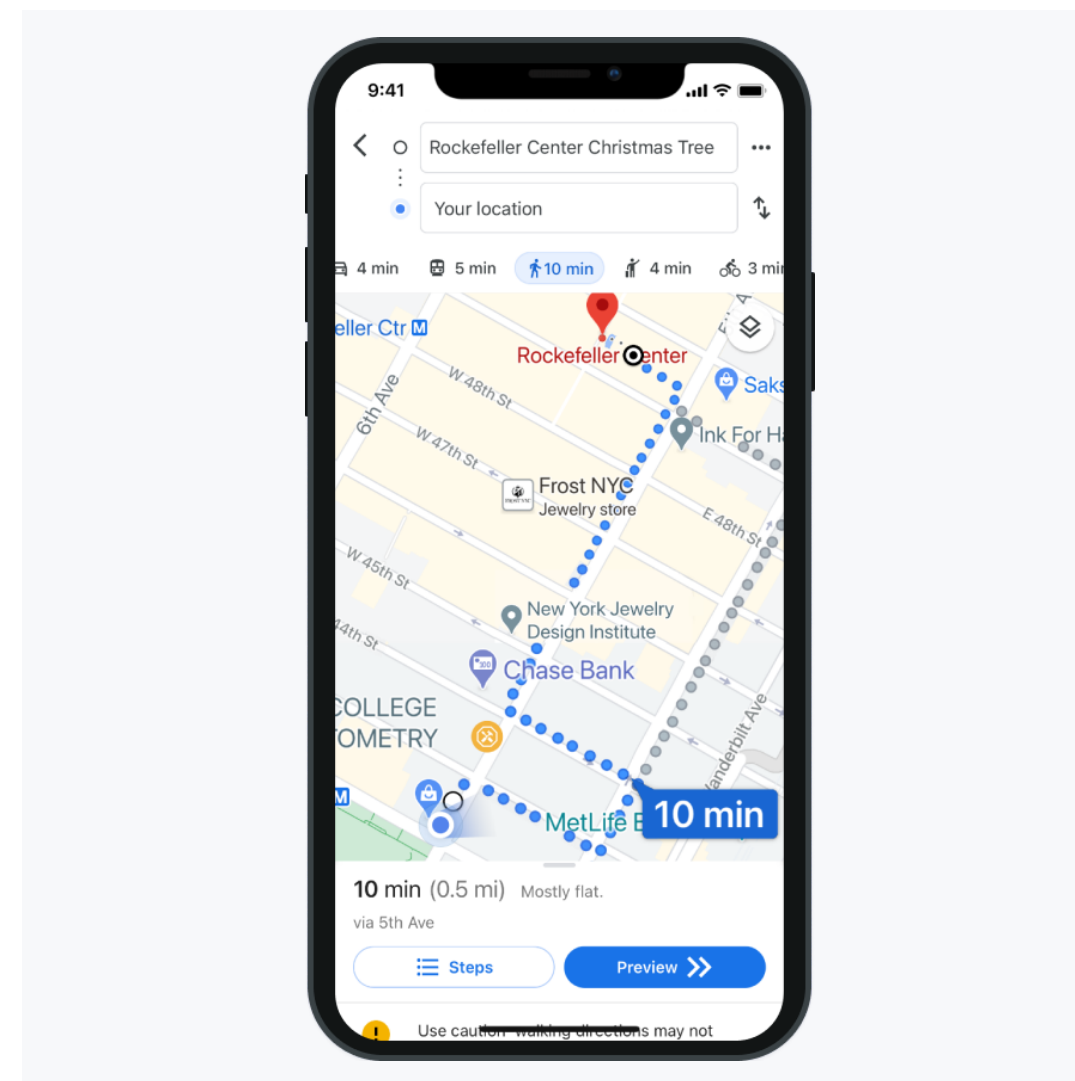 9:41
Rockefeller Center Christmas Tree
Your location
4 min
5 min
10 min
4 min
3 min
eller Ctr M
Rockefeller Center
W 48th St
Saks
6th Ave
W 47th St
Ink For Ha
Frost NYC
Jewelry store
E 48th St
W 45th St
New York Jewelry
Design Institute
44th St
Chase Bank
COLLEGE
OMETRY
Vanderbilt Ave
M
MetLife B
10 min
10 min (0.5 mi) Mostly flat.
via 5th Ave
Steps
Preview
Use caution walking directions may not